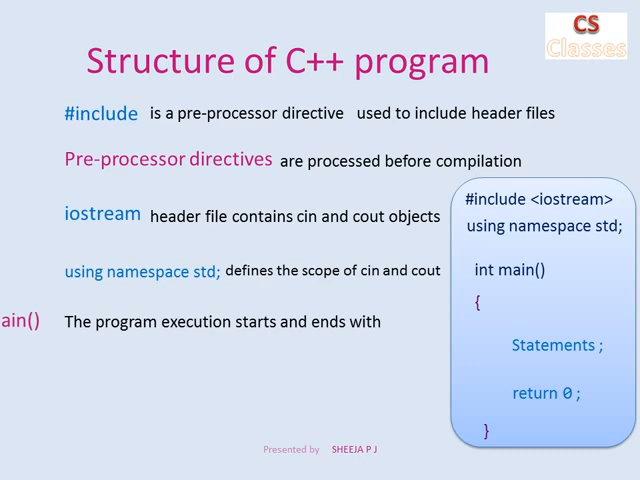 CS
Classes
Structure of C++ program
#include is a pre-processor directive used to include header files
Pre-processor directives are processed before compilation
iostream header file contains cin and cout objects
using namespace std; defines the scope of cin and cout
ain() The program execution starts and ends with
#include <iostream>
using namespace std;
int main()
{
Statements ;
return 0 ;
}
Presented by SHEEJA P J